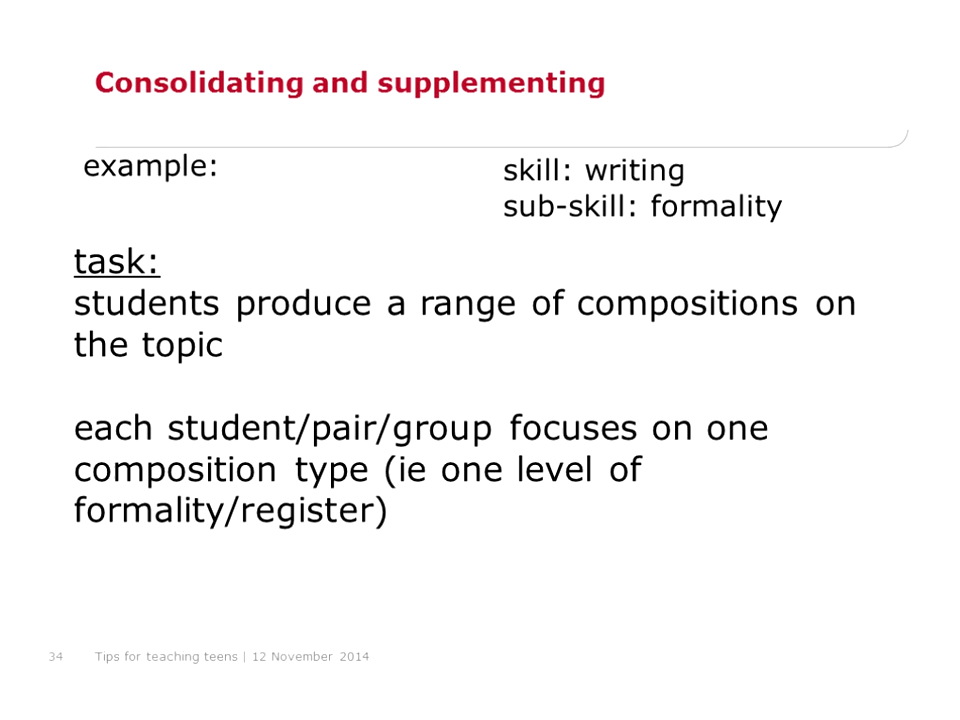 Consolidating and supplementing
example:
skill: writing
sub-skill: formality
task:
students produce a range of compositions on
the topic
each student/pair/group focuses on one
composition type (ie one level of
formality/register)
34 Tips for teaching teens | 12 November 2014